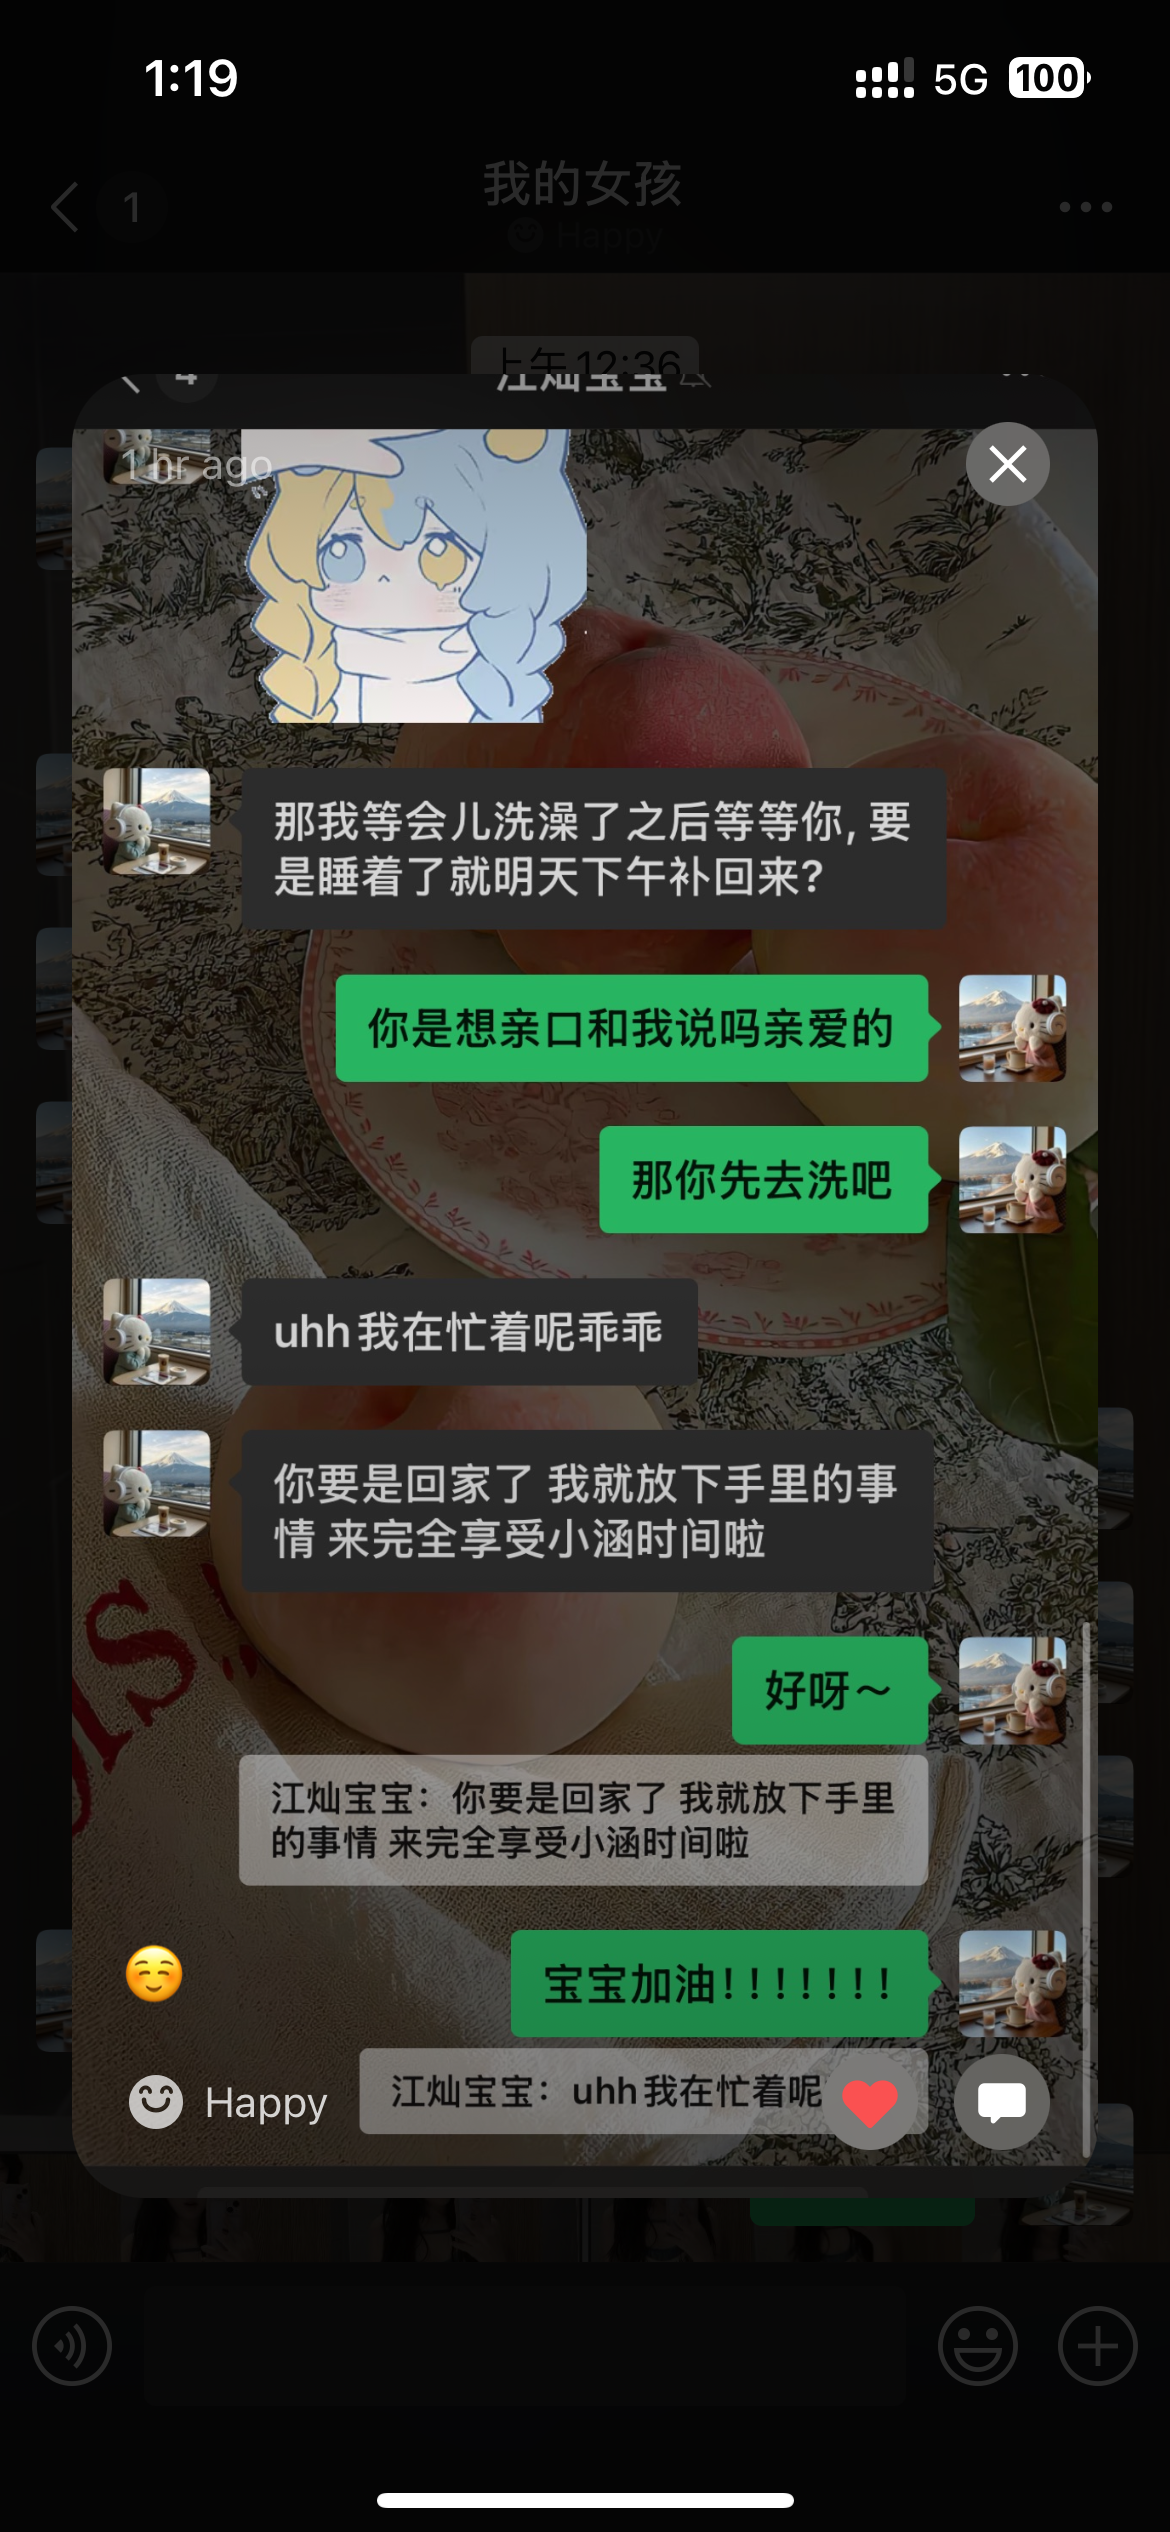 1:19
5G
100
1
我的女孩
Happy
上午 12:36
4
江灿宝宝
1 hr ago
那我等会儿洗澡了之后等等你，要
是睡着了就明天下午补回来？
你是想亲口和我说吗亲爱的
那你先去洗吧
uhh我在忙着呢乖乖
你要是回家了 我就放下手里的事
情 来完全享受小涵时间啦
好呀～
江灿宝宝：你要是回家了 我就放下手里
的事情 来完全享受小涵时间啦
宝宝加油！！！！！！！
Happy
江灿宝宝：uhh我在忙着呢